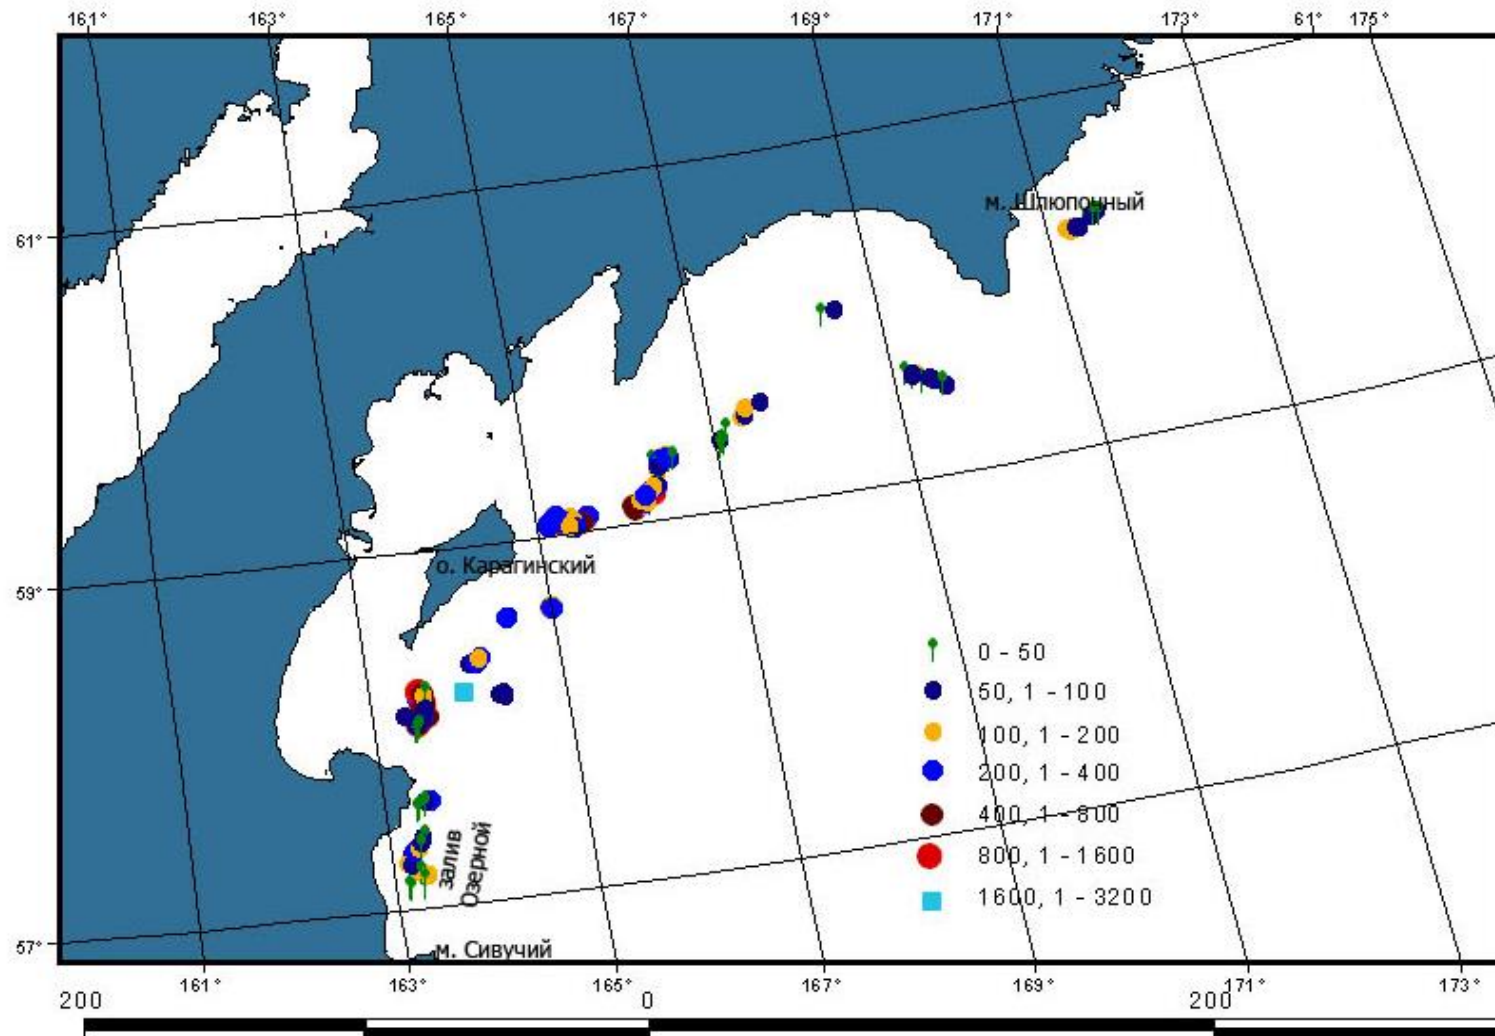 161° 163° 165° 167° 169° 171° 173° 61° 175°
м. Шлюпочный
61°
о. Карагинский
59°
0 - 50
50, 1 - 100
100, 1 - 200
200, 1 - 400
400, 1 - 800
800, 1 - 1600
1600, 1 - 3200
залив
Озерной
57°
м. Сивучий
161° 163° 165° 167° 169° 171° 173°
200 0 200